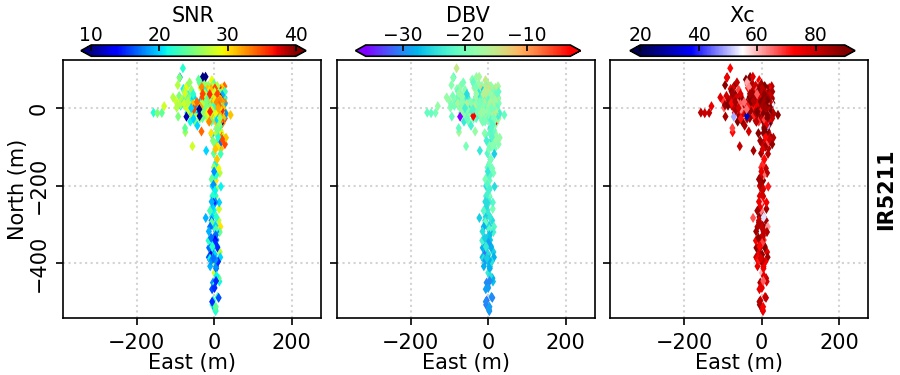 SNR DBV Xc
10 20 30 40 −30 −20 −10 20 40 60 80
0
−200
−400
North (m)
IR5211
−200 0 200 −200 0 200 −200 0 200
East (m) East (m) East (m)